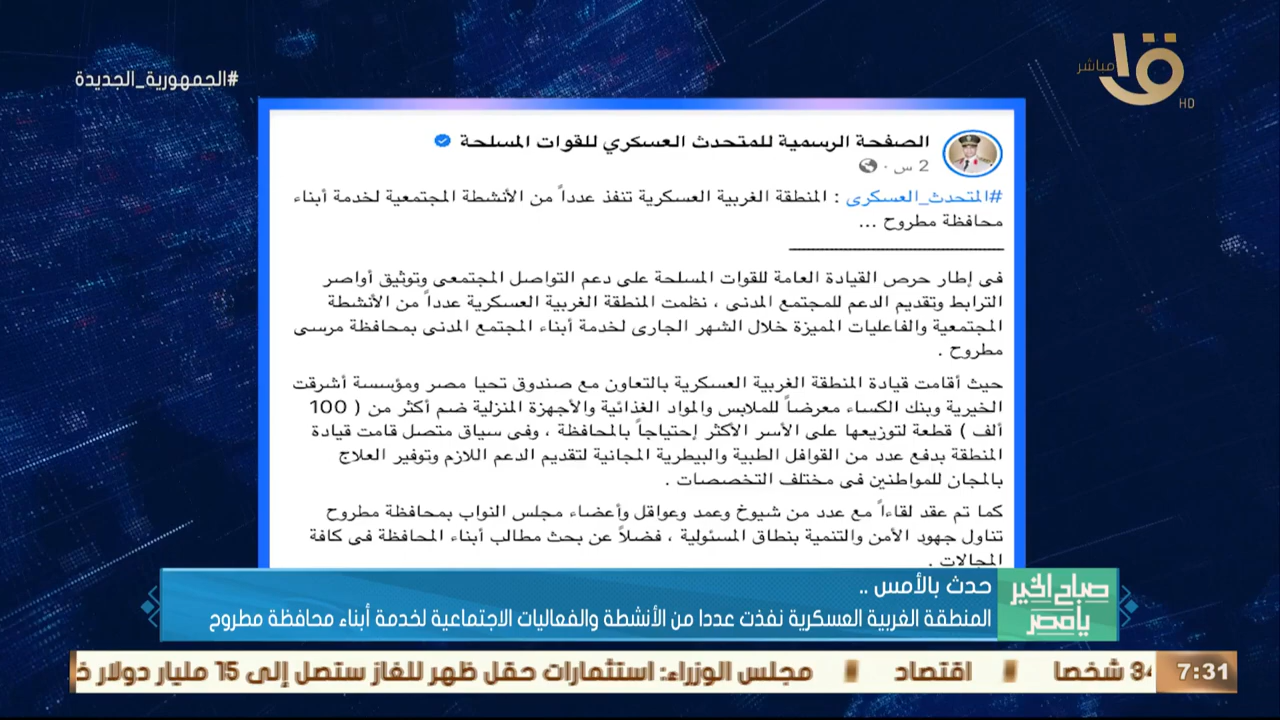 #الجمهورية_الجديدة
مباشر
HD
الصفحة الرسمية للمتحدث العسكري للقوات المسلحة
2 س ·
#المتحدث_العسكرى : المنطقة الغربية العسكرية تنفذ عدداً من الأنشطة المجتمعية لخدمة أبناء
محافظة مطروح ...
فى إطار حرص القيادة العامة للقوات المسلحة على دعم التواصل المجتمعى وتوثيق أواصر
الترابط وتقديم الدعم للمجتمع المدنى ، نظمت المنطقة الغربية العسكرية عدداً من الأنشطة
المجتمعية والفاعليات المميزة خلال الشهر الجارى لخدمة أبناء المجتمع المدنى بمحافظة مرسى
مطروح .
حيث أقامت قيادة المنطقة الغربية العسكرية بالتعاون مع صندوق تحيا مصر ومؤسسة أشرقت
الخيرية وبنك الكساء معرضاً للملابس والمواد الغذائية والأجهزة المنزلية ضم أكثر من ( 100
ألف ) قطعة لتوزيعها على الأسر الأكثر إحتياجاً بالمحافظة ، وفى سياق متصل قامت قيادة
المنطقة بدفع عدد من القوافل الطبية والبيطرية المجانية لتقديم الدعم اللازم وتوفير العلاج
بالمجان للمواطنين فى مختلف التخصصات .
كما تم عقد لقاءاً مع عدد من شيوخ وعمد وعواقل وأعضاء مجلس النواب بمحافظة مطروح
تناول جهود الأمن والتنمية بنطاق المسئولية ، فضلاً عن بحث مطالب أبناء المحافظة فى كافة
المجالات .
صباح الخير
يا مصر
حدث بالأمس ..
المنطقة الغربية العسكرية نفذت عددا من الأنشطة والفعاليات الاجتماعية لخدمة أبناء محافظة مطروح
7:31
84 شخصا اقتصاد مجلس الوزراء: استثمارات حقل ظهر للغاز ستصل إلى 15 مليار دولار